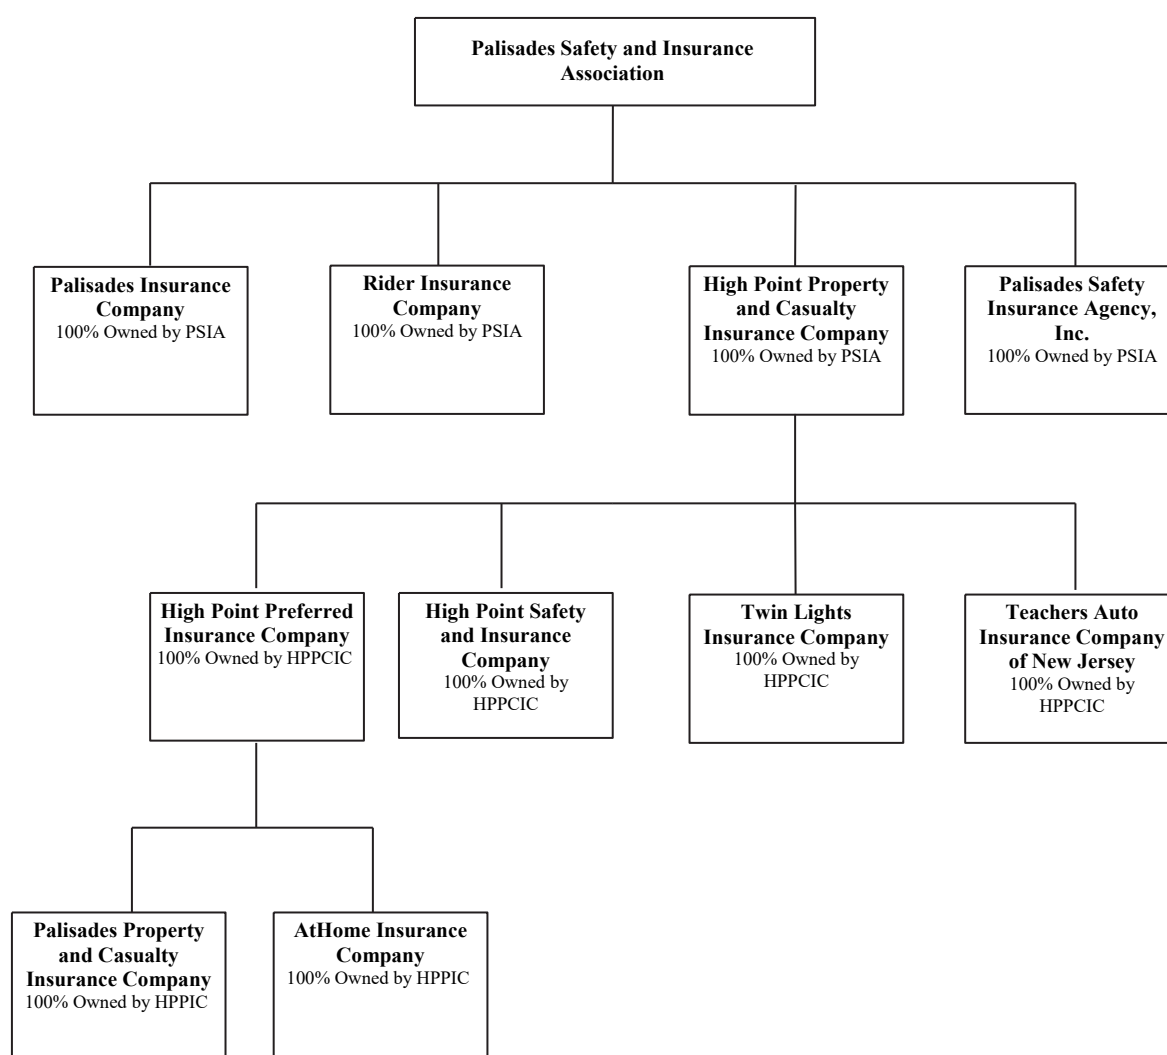 Palisades Safety and Insurance
Association
Palisades Insurance
Company
100% Owned by PSIA
Rider Insurance
Company
100% Owned by PSIA
High Point Property
and Casualty
Insurance Company
100% Owned by PSIA
Palisades Safety
Insurance Agency,
Inc.
100% Owned by PSIA
High Point Preferred
Insurance Company
100% Owned by HPPCIC
High Point Safety
and Insurance
Company
100% Owned by
HPPCIC
Twin Lights
Insurance Company
100% Owned by
HPPCIC
Teachers Auto
Insurance Company
of New Jersey
100% Owned by
HPPCIC
Palisades Property
and Casualty
Insurance Company
100% Owned by HPPIC
AtHome Insurance
Company
100% Owned by HPPIC